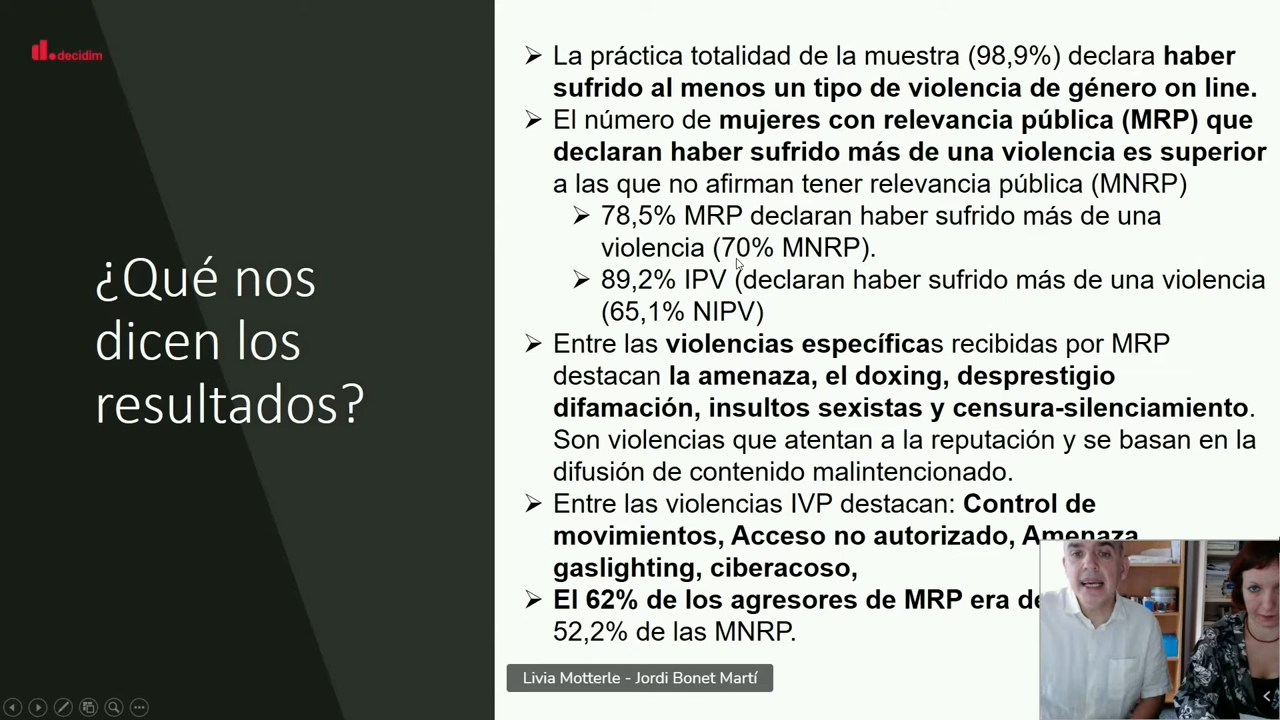 decidim
¿Qué nos
dicen los
resultados?
La práctica totalidad de la muestra (98,9%) declara haber
sufrido al menos un tipo de violencia de género on line.
El número de mujeres con relevancia pública (MRP) que
declaran haber sufrido más de una violencia es superior
a las que no afirman tener relevancia pública (MNRP)
78,5% MRP declaran haber sufrido más de una
violencia (70% MNRP).
89,2% IPV (declaran haber sufrido más de una violencia
(65,1% NIPV)
Entre las violencias específicas recibidas por MRP
destacan la amenaza, el doxing, desprestigio
difamación, insultos sexistas y censura-silenciamiento.
Son violencias que atentan a la reputación y se basan en la
difusión de contenido malintencionado.
Entre las violencias IVP destacan: Control de
movimientos, Acceso no autorizado, Amenaza
gaslighting, ciberacoso,
El 62% de los agresores de MRP era
52,2% de las MNRP.
Livia Motterle - Jordi Bonet Martí